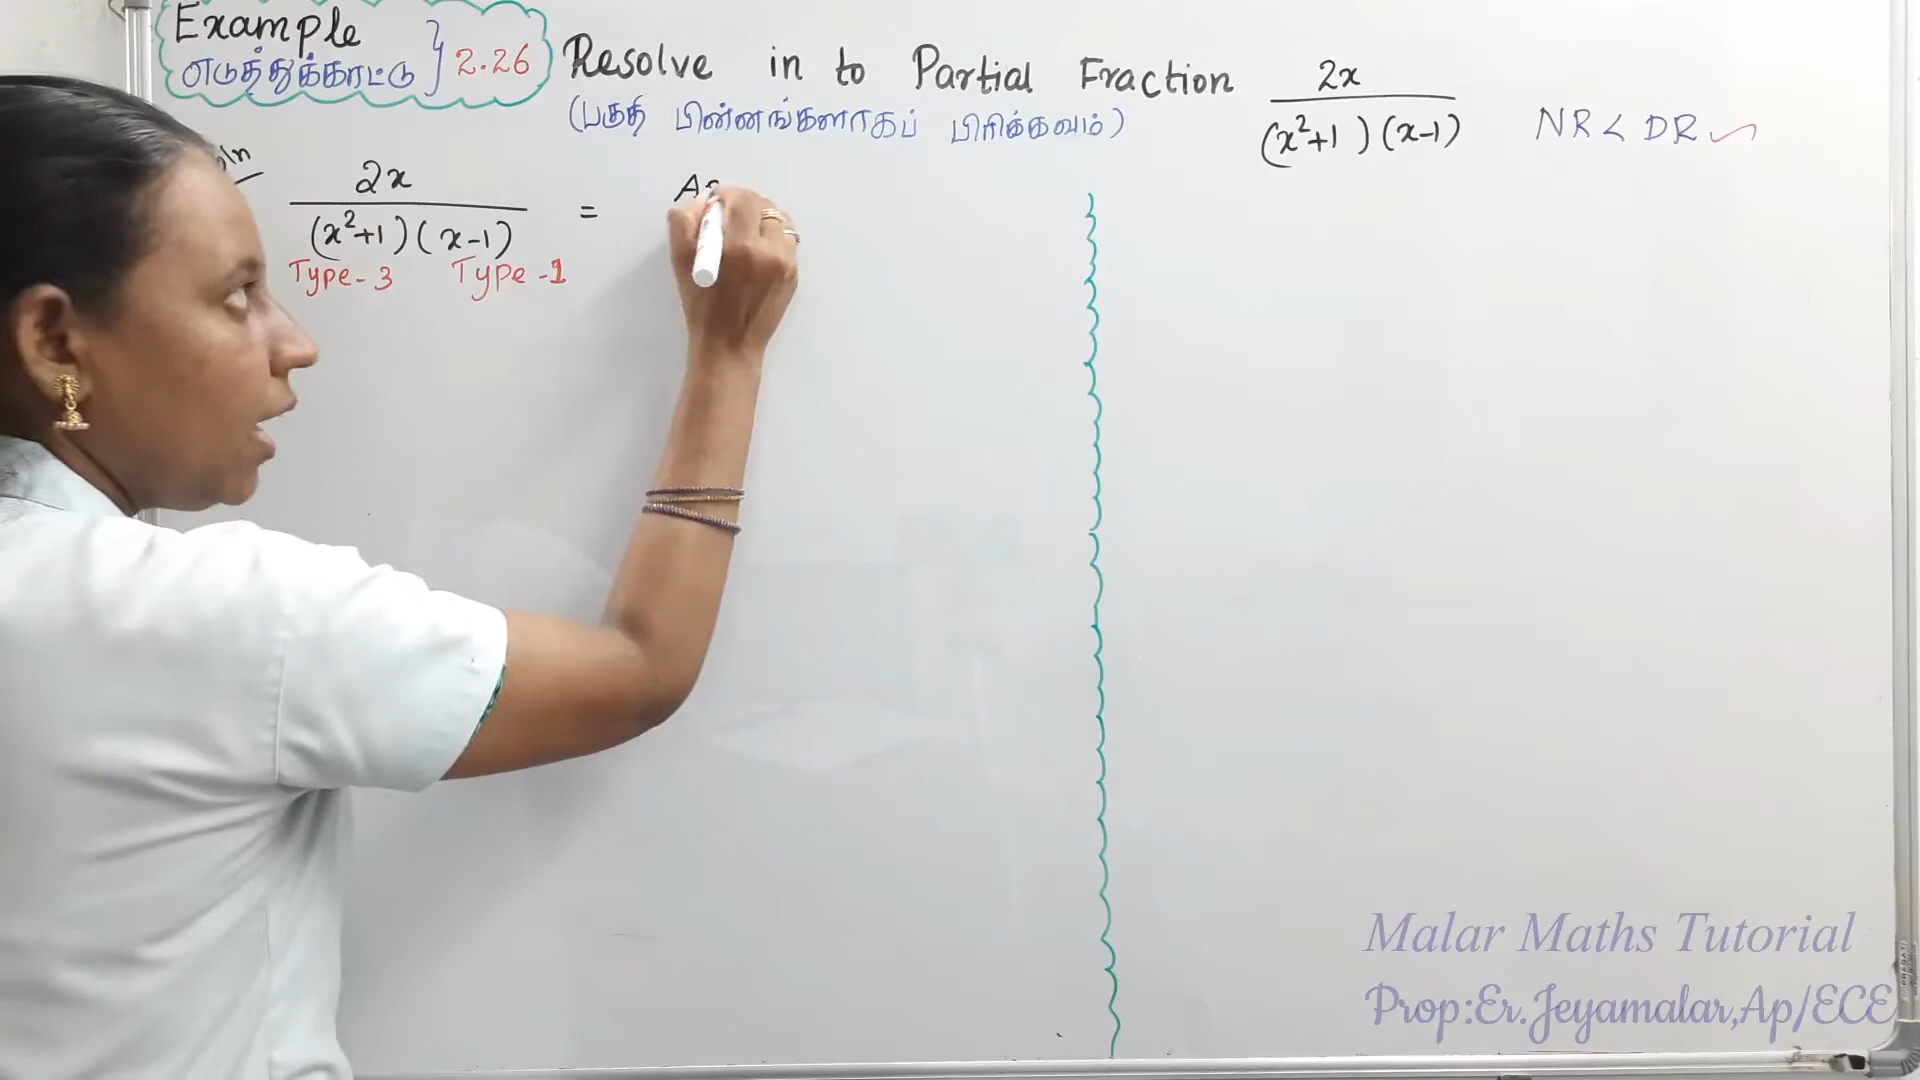 Example
எடுத்துக்காட்டு } 2.26
Resolve in to Partial Fraction 2x / (x²+1)(x-1)
(பகுதி பின்னங்களாகப் பிரிக்கவும்)
NR < DR ✓
2x / (x²+1)(x-1) =
Type-3 Type-1
Malar Maths Tutorial
Prop:Er.Jeyamalar,Ap/ECE